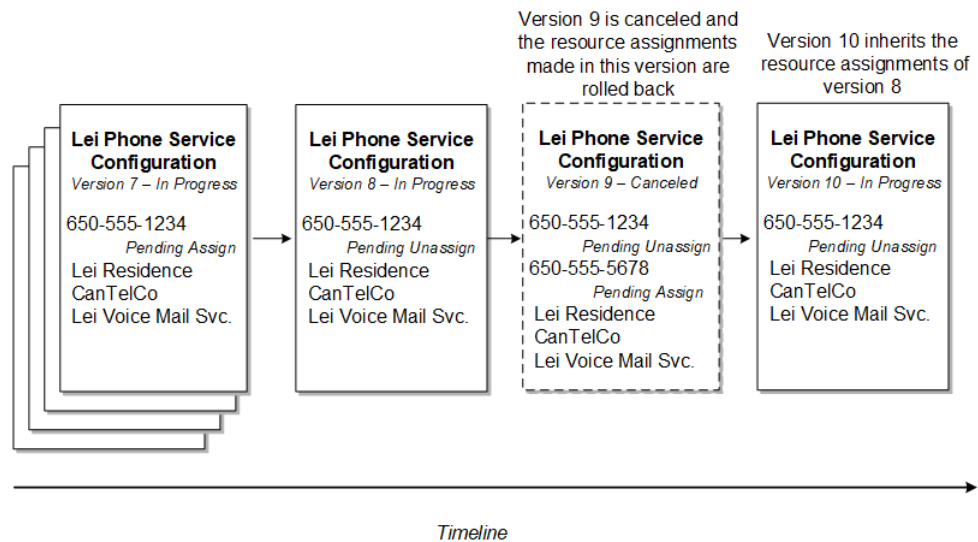 Version 9 is canceled and
the resource assignments
made in this version are
rolled back
Version 10 inherits the
resource assignments of
version 8
Lei Phone Service
Configuration
Version 7 – In Progress
650-555-1234
Pending Assign
Lei Residence
CanTelCo
Lei Voice Mail Svc.
Lei Phone Service
Configuration
Version 8 – In Progress
650-555-1234
Pending Unassign
Lei Residence
CanTelCo
Lei Voice Mail Svc.
Lei Phone Service
Configuration
Version 9 – Canceled
650-555-1234
Pending Unassign
650-555-5678
Pending Assign
Lei Residence
CanTelCo
Lei Voice Mail Svc.
Lei Phone Service
Configuration
Version 10 – In Progress
650-555-1234
Pending Unassign
Lei Residence
CanTelCo
Lei Voice Mail Svc.
Timeline